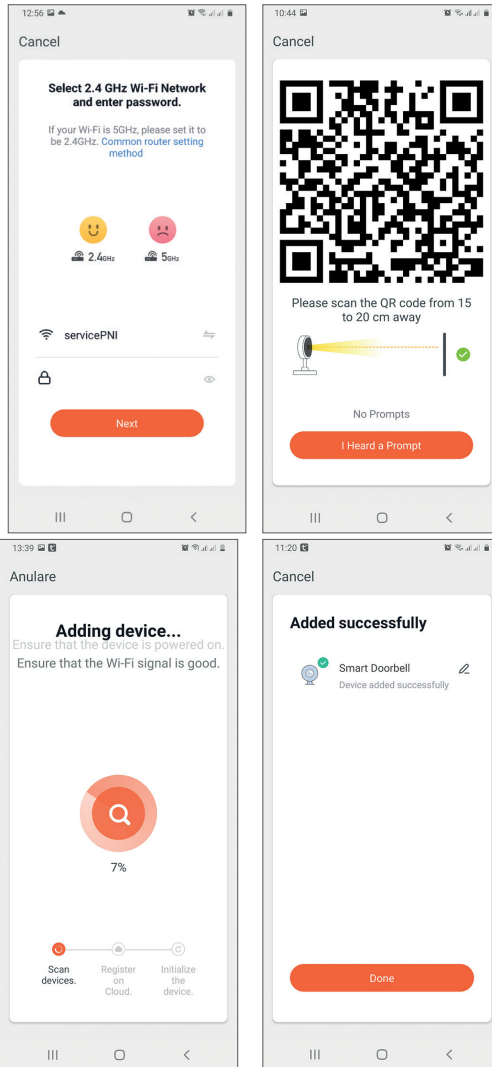 12:56
Cancel
Select 2.4 GHz Wi-Fi Network
and enter password.
If your Wi-Fi is 5GHz, please set it to
be 2.4GHz. Common router setting
method
2.4GHz
5GHz
servicePNI
Next
10:44
Cancel
Please scan the QR code from 15
to 20 cm away
No Prompts
I Heard a Prompt
13:39
Anulare
Adding device...
Ensure that the device is powered on.
Ensure that the Wi-Fi signal is good.
7%
Scan
devices.
Register
on
Cloud.
Initialize
the
device.
11:20
Cancel
Added successfully
Smart Doorbell
Device added successfully
Done